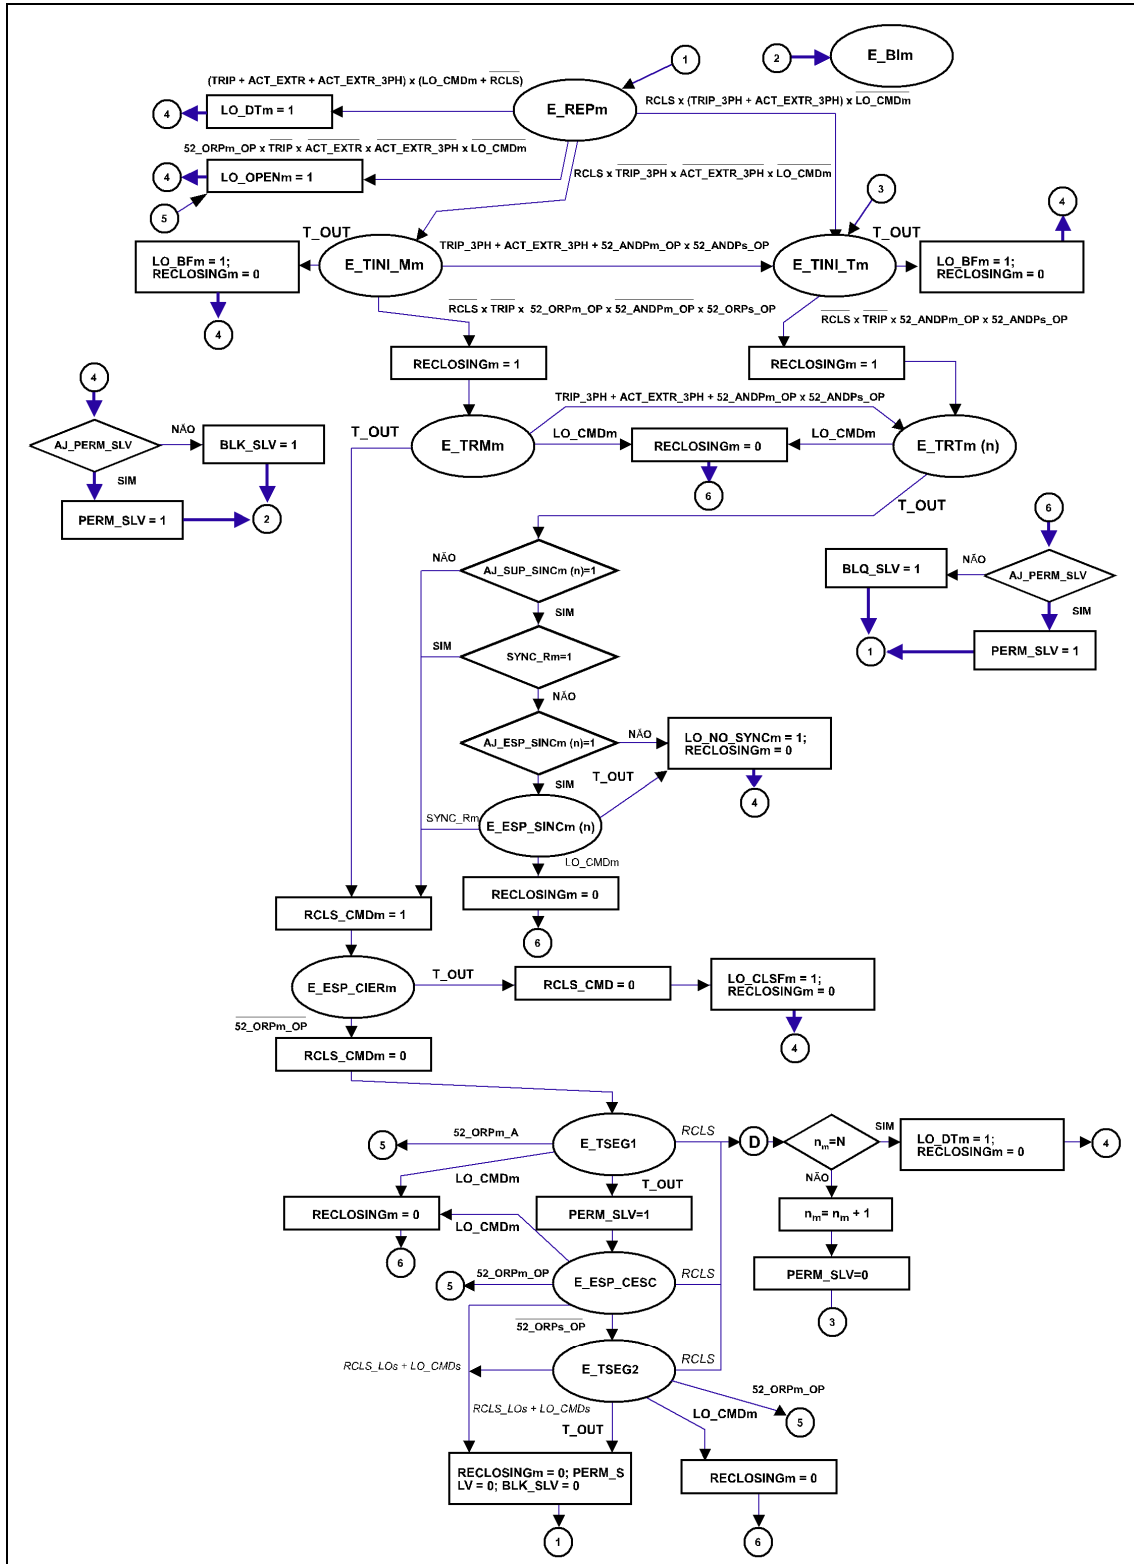 1
2
E_BIm
(TRIP + ACT_EXTR + ACT_EXTR_3PH) x (LO_CMDm + RCLS)
E_REPm
RCLS x (TRIP_3PH + ACT_EXTR_3PH) x LO_CMDm
4
LO_DTm = 1
52_ORPm_OP x TRIP x ACT_EXTR x ACT_EXTR_3PH x LO_CMDm
RCLS x TRIP_3PH x ACT_EXTR_3PH x LO_CMDm
4
LO_OPENm = 1
5
3
4
T_OUT
T_OUT
LO_BFm = 1;
RECLOSINGm = 0
E_TINI_Mm
TRIP_3PH + ACT_EXTR_3PH + 52_ANDPm_OP x 52_ANDPs_OP
E_TINI_Tm
LO_BFm = 1;
RECLOSINGm = 0
4
RCLS x TRIP x 52_ORPm_OP x 52_ANDPm_OP x 52_ORPs_OP
RCLS x TRIP x 52_ANDPm_OP x 52_ANDPs_OP
RECLOSINGm = 1
RECLOSINGm = 1
4
TRIP_3PH + ACT_EXTR_3PH + 52_ANDPm_OP x 52_ANDPs_OP
AJ_PERM_SLV
NÃO
BLK_SLV = 1
SIM
PERM_SLV = 1
2
T_OUT
E_TRMm
LO_CMDm
RECLOSINGm = 0
LO_CMDm
E_TRTm (n)
6
T_OUT
6
NÃO
AJ_SUP_SINCm (n)=1
SIM
BLQ_SLV = 1
NÃO
AJ_PERM_SLV
SIM
1
PERM_SLV = 1
SIM
SYNC_Rm=1
NÃO
AJ_ESP_SINCm (n)=1
NÃO
LO_NO_SYNCm = 1;
RECLOSINGm = 0
SIM
T_OUT
4
SYNC_Rm
E_ESP_SINCm (n)
LO_CMDm
RECLOSINGm = 0
6
RCLS_CMDm = 1
E_ESP_CIERm
T_OUT
RCLS_CMD = 0
LO_CLSFm = 1;
RECLOSINGm = 0
4
52_ORPm_OP
RCLS_CMDm = 0
5
52_ORPm_A
E_TSEG1
RCLS
D
n_m=N
SIM
LO_DTm = 1;
RECLOSINGm = 0
4
LO_CMDm
T_OUT
NÃO
RECLOSINGm = 0
LO_CMDm
PERM_SLV=1
n_m= n_m + 1
6
5
52_ORPm_OP
E_ESP_CESC
RCLS
PERM_SLV=0
3
52_ORPs_OP
RCLS_LOs + LO_CMDs
E_TSEG2
RCLS
52_ORPm_OP
5
RCLS_LOs + LO_CMDs
T_OUT
LO_CMDm
RECLOSINGm = 0; PERM_S
LV = 0; BLK_SLV = 0
RECLOSINGm = 0
1
6